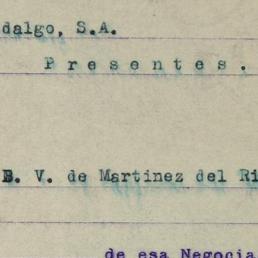 dalgo, S.A.
Presentes.
B. V. de Martinez del Ri
de esa Negocia